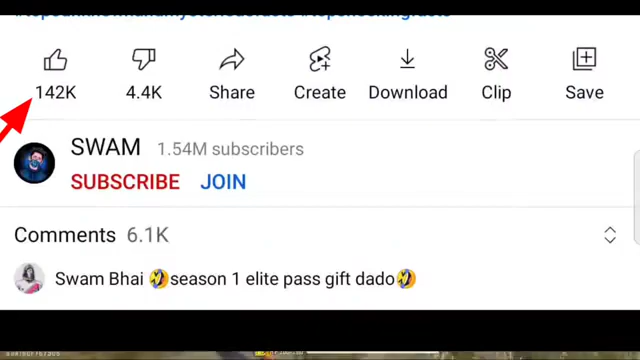 142K 4.4K Share Create Download Clip Save
SWAM 1.54M subscribers
SUBSCRIBE JOIN
Comments 6.1K
Swam Bhai 🤣season 1 elite pass gift dado🤣